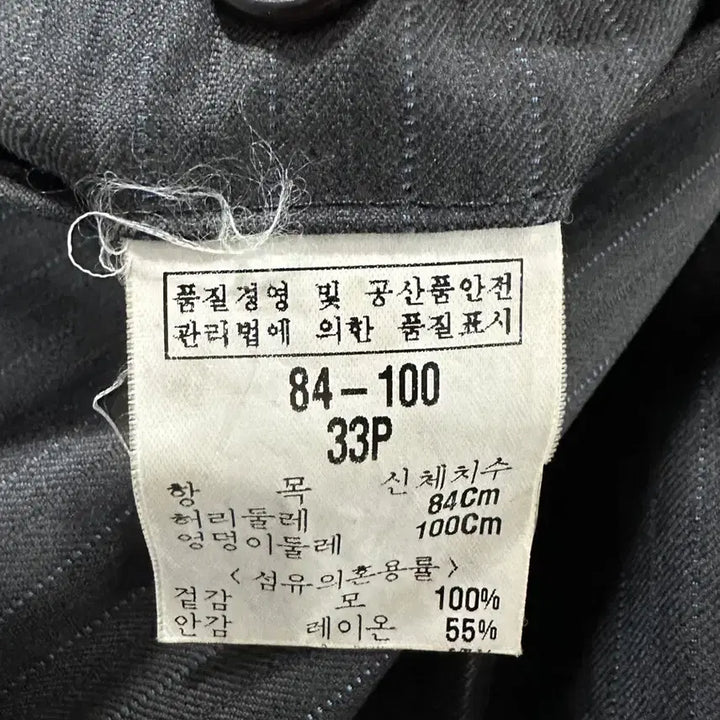 품질경영 및 공산품안전
관리법에 의한 품질표시
84-100
33P
항 목 신체치수
허리둘레 84Cm
엉덩이둘레 100Cm
〈섬유의혼용률〉
겉감 모 100%
안감 레이온 55%